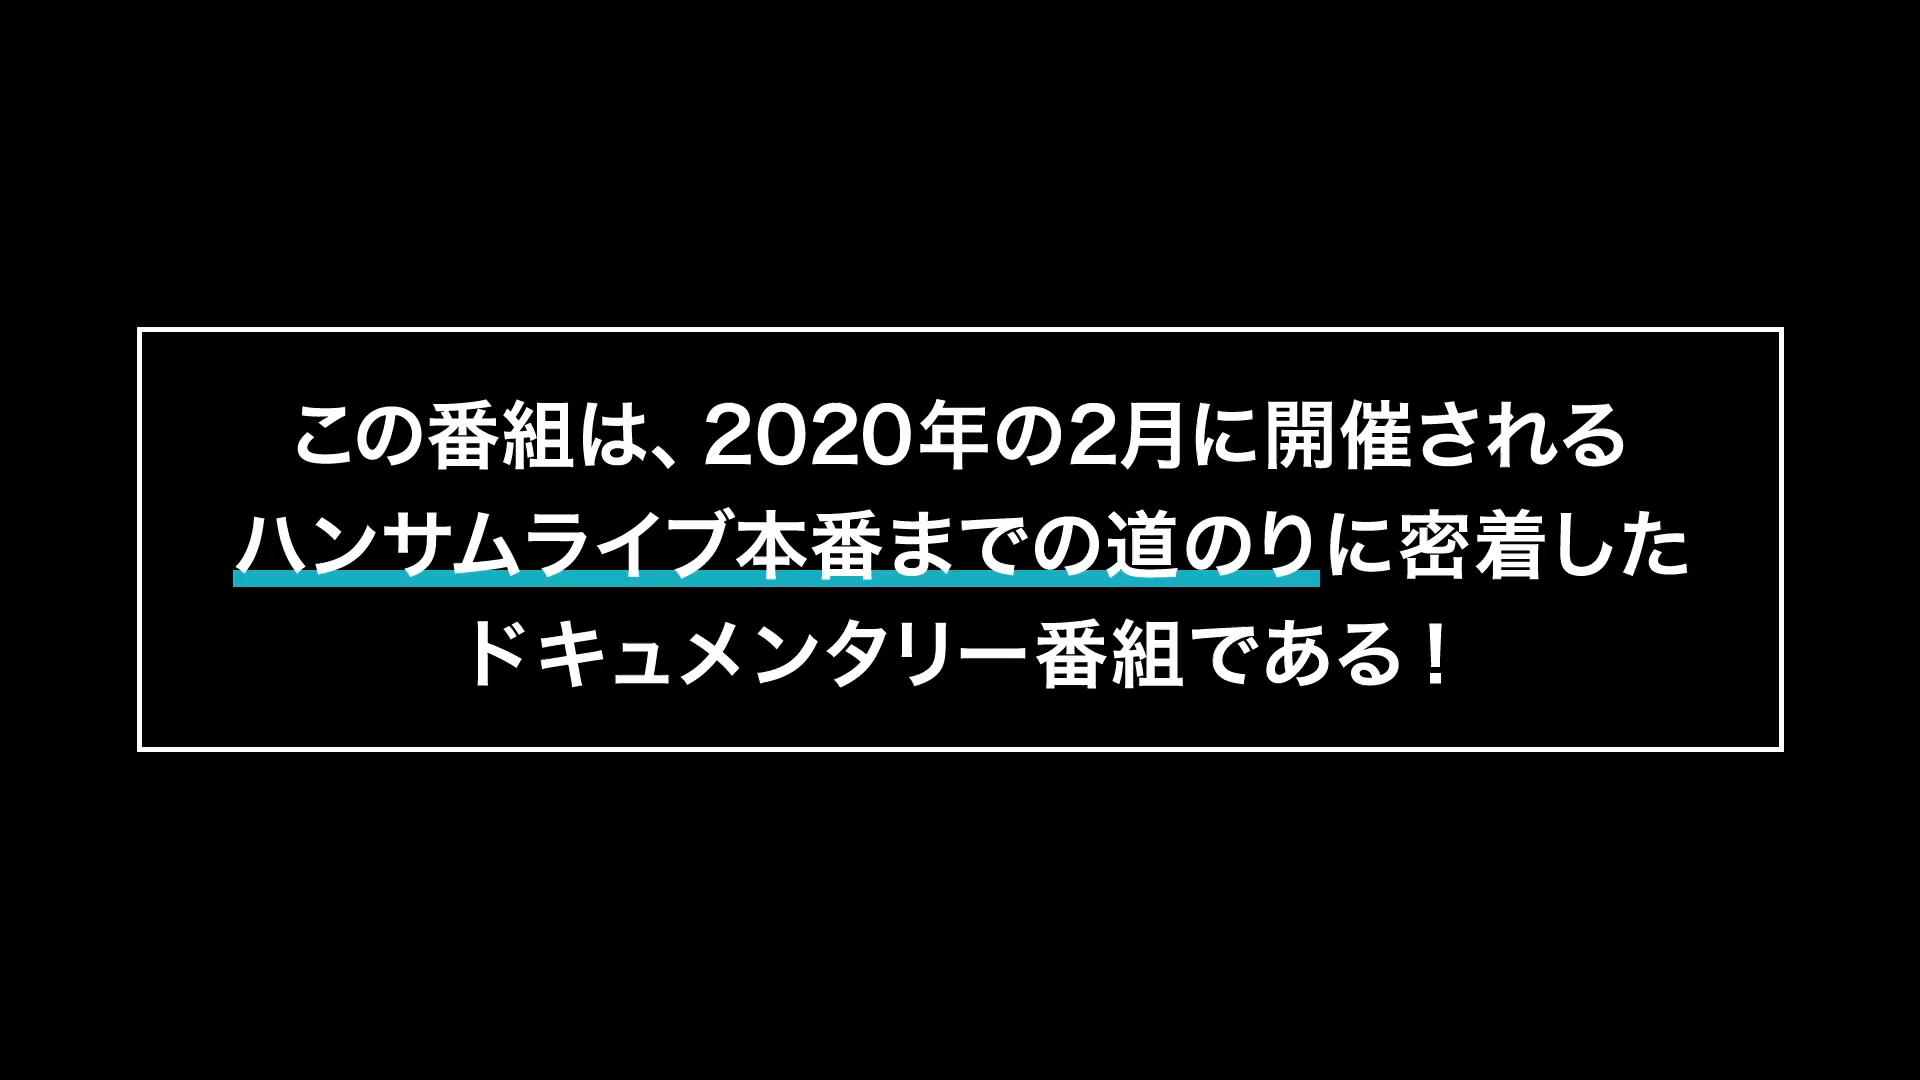 この番組は、2020年の2月に開催される
ハンサムライブ本番までの道のりに密着した
ドキュメンタリー番組である！